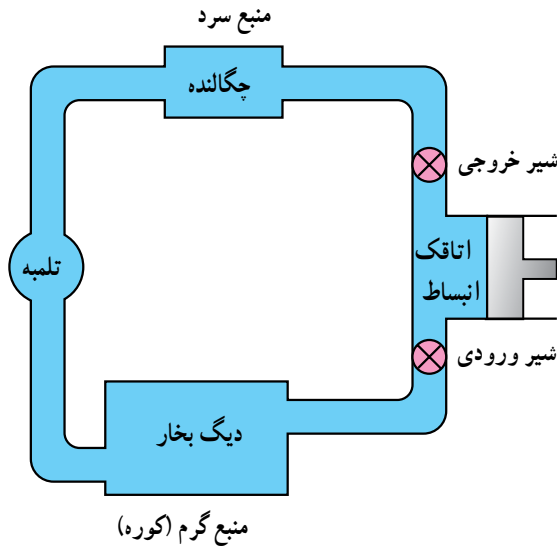 منبع سرد
چگالنده
شیر خروجی
اتاقک
انبساط
تلمبه
شیر ورودی
دیگ بخار
منبع گرم (کوره)